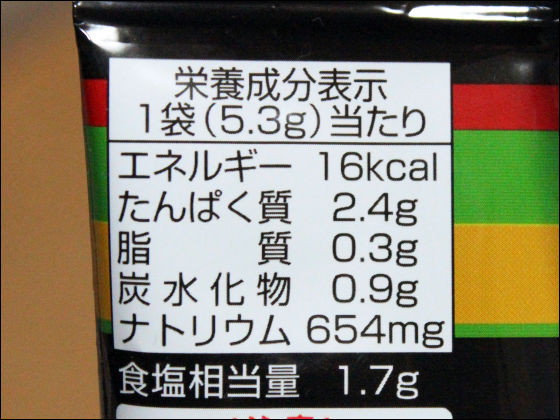 栄養成分表示
1袋(5.3g)当たり
エネルギー 16kcal
たんぱく質 2.4g
脂質 0.3g
炭水化物 0.9g
ナトリウム 654mg
食塩相当量 1.7g